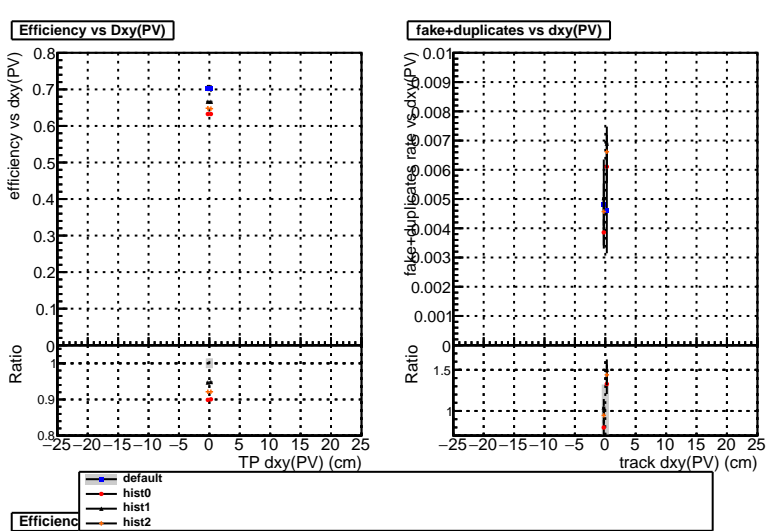 Efficiency vs Dxy(PV)
efficiency vs dxy(PV)
0.8
0.7
0.6
0.5
0.4
0.3
0.2
0.1
0
Ratio
1
0.9
0.8
−25 −20 −15 −10 −5 0 5 10 15 20 25
TP dxy(PV) (cm)
fake+duplicates vs dxy(PV)
fake+duplicates rate vs dxy(PV)
0.01
0.009
0.008
0.007
0.006
0.005
0.004
0.003
0.002
0.001
0
Ratio
1.5
1
−25 −20 −15 −10 −5 0 5 10 15 20 25
track dxy(PV) (cm)
default
hist0
hist1
hist2
Efficienc